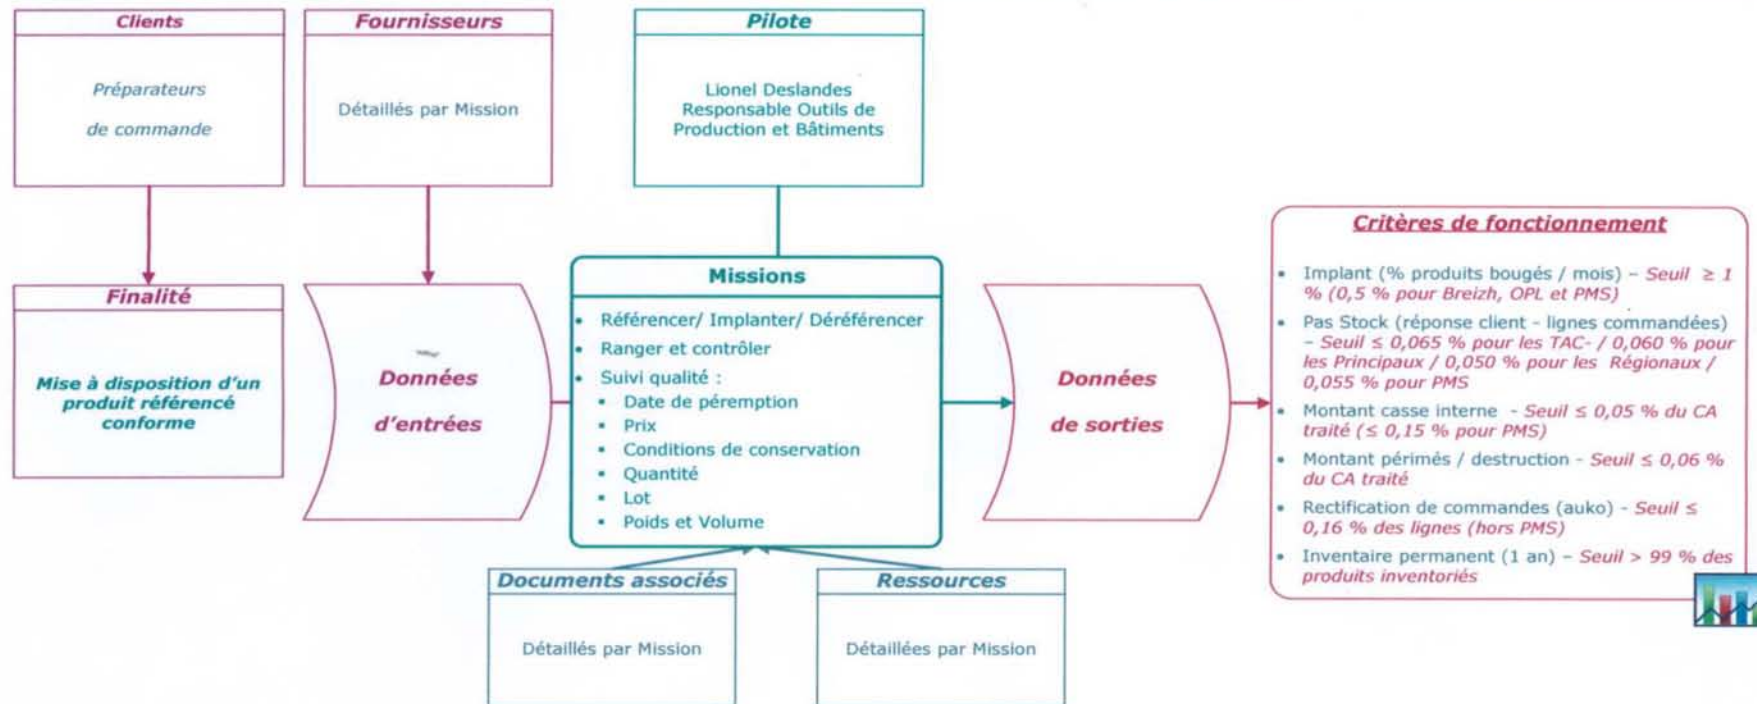 Clients
Préparateurs
de commande
Fournisseurs
Détaillés par Mission
Pilote
Lionel Deslandes
Responsable Outils de
Production et Bâtiments
Finalité
Mise à disposition d'un
produit référencé
conforme
Données
d'entrées
Missions
• Référencer/ Implanter/ Déréférencer
• Ranger et contrôler
• Suivi qualité :
▪ Date de péremption
▪ Prix
▪ Conditions de conservation
▪ Quantité
▪ Lot
▪ Poids et Volume
Données
de sorties
Critères de fonctionnement
• Implant (% produits bougés / mois) – Seuil ≥ 1
% (0,5 % pour Breizh, OPL et PMS)
• Pas Stock (réponse client - lignes commandées)
– Seuil ≤ 0,065 % pour les TAC- / 0,060 % pour
les Principaux / 0,050 % pour les Régionaux /
0,055 % pour PMS
• Montant casse interne - Seuil ≤ 0,05 % du CA
traité (≤ 0,15 % pour PMS)
• Montant périmés / destruction - Seuil ≤ 0,06 %
du CA traité
• Rectification de commandes (auko) - Seuil ≤
0,16 % des lignes (hors PMS)
• Inventaire permanent (1 an) – Seuil > 99 % des
produits inventoriés
Documents associés
Détaillés par Mission
Ressources
Détaillées par Mission